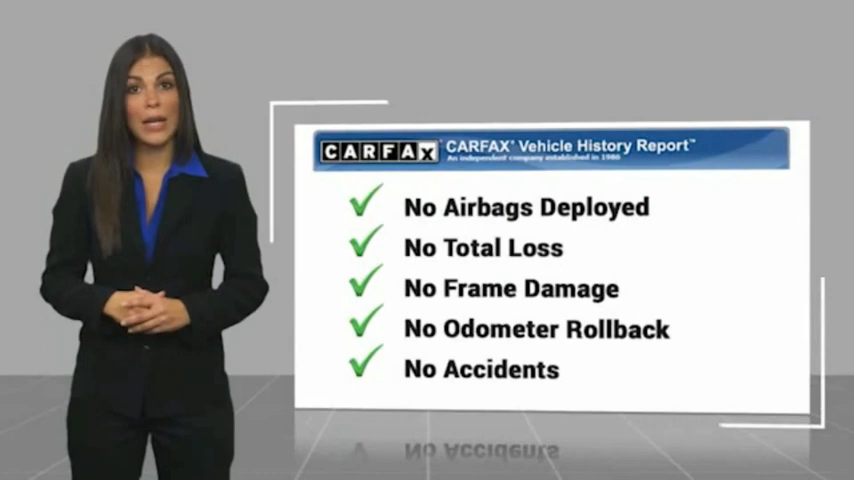 CARFAX CARFAX® Vehicle History Report™
An independent company established in 1986
No Airbags Deployed
No Total Loss
No Frame Damage
No Odometer Rollback
No Accidents
No Accidents